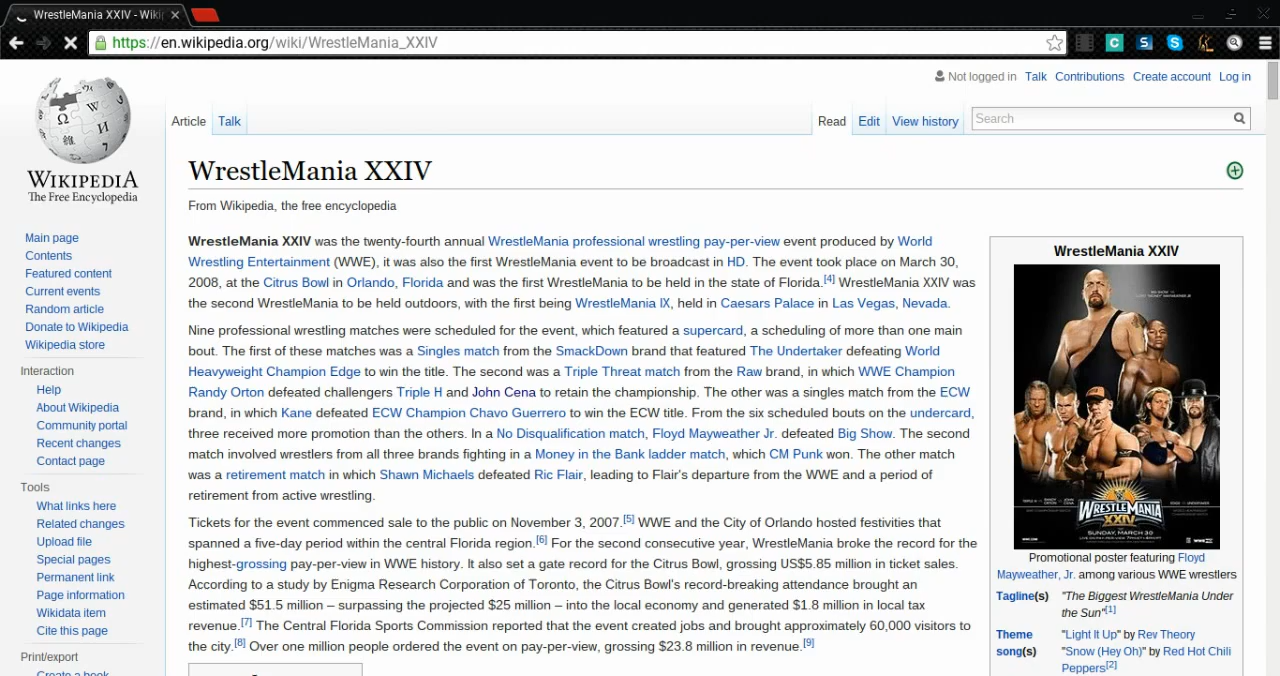 WrestleMania XXIV - Wiki
https://en.wikipedia.org/wiki/WrestleMania_XXIV
Not logged in Talk Contributions Create account Log in
Article Talk Read Edit View history Search
WIKIPEDIA
The Free Encyclopedia
Main page
Contents
Featured content
Current events
Random article
Donate to Wikipedia
Wikipedia store
Interaction
Help
About Wikipedia
Community portal
Recent changes
Contact page
Tools
What links here
Related changes
Upload file
Special pages
Permanent link
Page information
Wikidata item
Cite this page
Print/export
Create a book
WrestleMania XXIV
From Wikipedia, the free encyclopedia
WrestleMania XXIV was the twenty-fourth annual WrestleMania professional wrestling pay-per-view event produced by World
Wrestling Entertainment (WWE), it was also the first WrestleMania event to be broadcast in HD. The event took place on March 30,
2008, at the Citrus Bowl in Orlando, Florida and was the first WrestleMania to be held in the state of Florida.[4] WrestleMania XXIV was
the second WrestleMania to be held outdoors, with the first being WrestleMania IX, held in Caesars Palace in Las Vegas, Nevada.
Nine professional wrestling matches were scheduled for the event, which featured a supercard, a scheduling of more than one main
bout. The first of these matches was a Singles match from the SmackDown brand that featured The Undertaker defeating World
Heavyweight Champion Edge to win the title. The second was a Triple Threat match from the Raw brand, in which WWE Champion
Randy Orton defeated challengers Triple H and John Cena to retain the championship. The other was a singles match from the ECW
brand, in which Kane defeated ECW Champion Chavo Guerrero to win the ECW title. From the six scheduled bouts on the undercard,
three received more promotion than the others. In a No Disqualification match, Floyd Mayweather Jr. defeated Big Show. The second
match involved wrestlers from all three brands fighting in a Money in the Bank ladder match, which CM Punk won. The other match
was a retirement match in which Shawn Michaels defeated Ric Flair, leading to Flair's departure from the WWE and a period of
retirement from active wrestling.
Tickets for the event commenced sale to the public on November 3, 2007.[5] WWE and the City of Orlando hosted festivities that
spanned a five-day period within the Central Florida region.[6] For the second consecutive year, WrestleMania broke the record for the
highest-grossing pay-per-view in WWE history. It also set a gate record for the Citrus Bowl, grossing US$5.85 million in ticket sales.
According to a study by Enigma Research Corporation of Toronto, the Citrus Bowl's record-breaking attendance brought an
estimated $51.5 million – surpassing the projected $25 million – into the local economy and generated $1.8 million in local tax
revenue.[7] The Central Florida Sports Commission reported that the event created jobs and brought approximately 60,000 visitors to
the city.[8] Over one million people ordered the event on pay-per-view, grossing $23.8 million in revenue.[9]
WrestleMania XXIV
WRESTLEMANIA
XXIV
SUNDAY, MARCH 30
Promotional poster featuring Floyd
Mayweather, Jr. among various WWE wrestlers
Tagline(s) "The Biggest WrestleMania Under
the Sun"[1]
Theme "Light It Up" by Rev Theory
song(s) "Snow (Hey Oh)" by Red Hot Chili
Peppers[2]